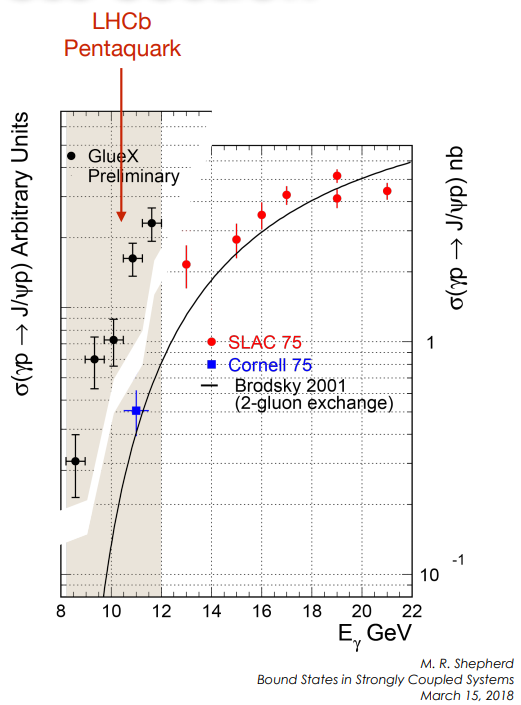 LHCb
Pentaquark
GlueX
Preliminary
σ(γp → J/ψp) Arbitrary Units
σ(γp → J/ψp) nb
SLAC 75
Cornell 75
Brodsky 2001
(2-gluon exchange)
1
10⁻¹
8 10 12 14 16 18 20 22
Eγ GeV
M. R. Shepherd
Bound States in Strongly Coupled Systems
March 15, 2018